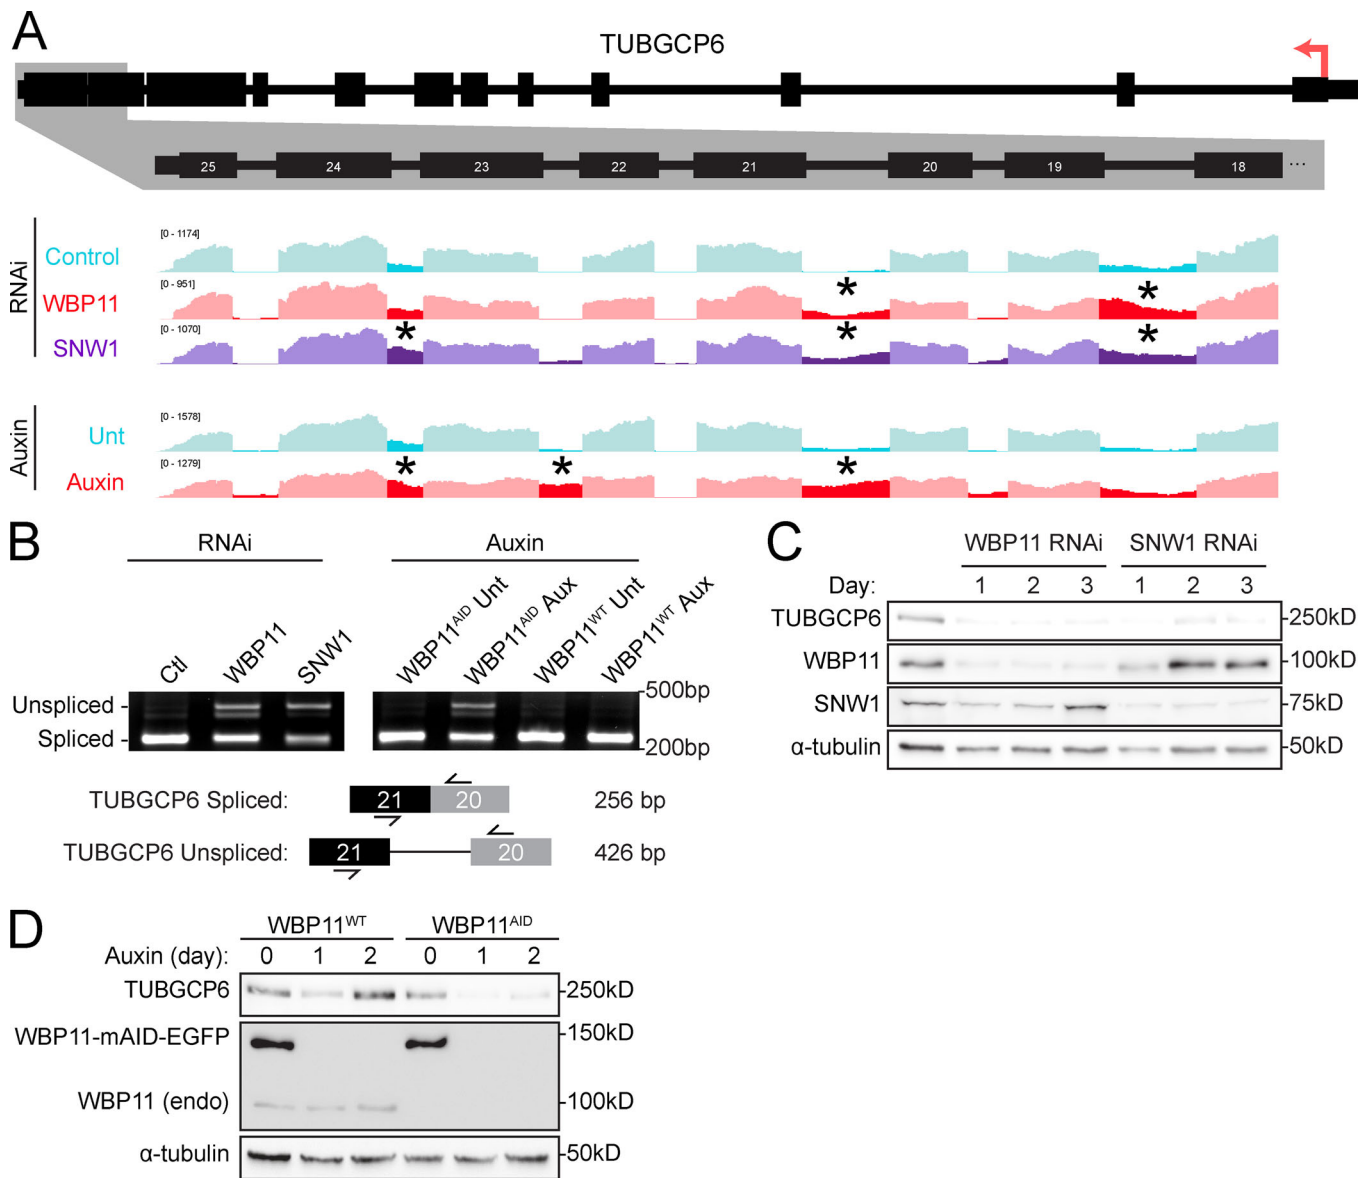 A
TUBGCP6
25 24 23 22 21 20 19 18 ...
RNAi
Control
[0 - 1174]
WBP11
[0 - 951]
* *
SNW1
[0 - 1070]
* * *
Auxin
Unt
[0 - 1578]
Auxin
[0 - 1279]
* * *
B
RNAi Auxin
Ctl WBP11 SNW1 WBP11AID Unt WBP11AID Aux WBP11WT Unt WBP11WT Aux
Unspliced - -500bp
Spliced - -200bp
TUBGCP6 Spliced: 21 20 256 bp
TUBGCP6 Unspliced: 21 20 426 bp
C
WBP11 RNAi SNW1 RNAi
Day: 1 2 3 1 2 3
TUBGCP6 -250kD
WBP11 -100kD
SNW1 -75kD
α-tubulin -50kD
D
WBP11WT WBP11AID
Auxin (day): 0 1 2 0 1 2
TUBGCP6 -250kD
WBP11-mAID-EGFP -150kD
WBP11 (endo) -100kD
α-tubulin -50kD